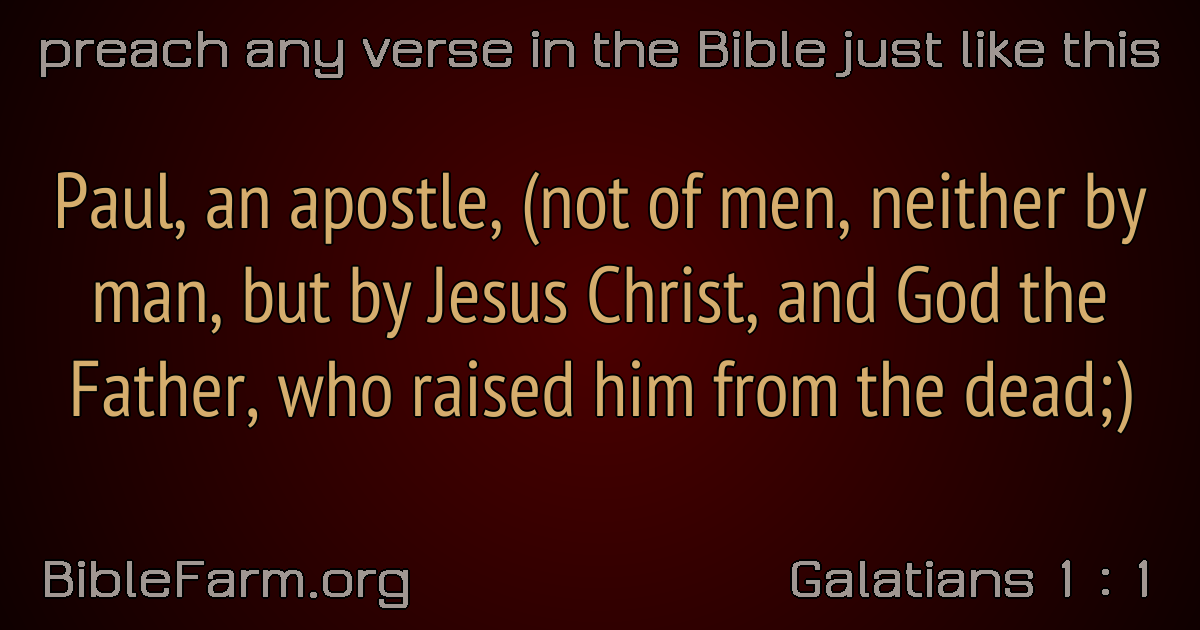 preach any verse in the Bible just like this
Paul, an apostle, (not of men, neither by
man, but by Jesus Christ, and God the
Father, who raised him from the dead;)
BibleFarm.org
Galatians 1 : 1